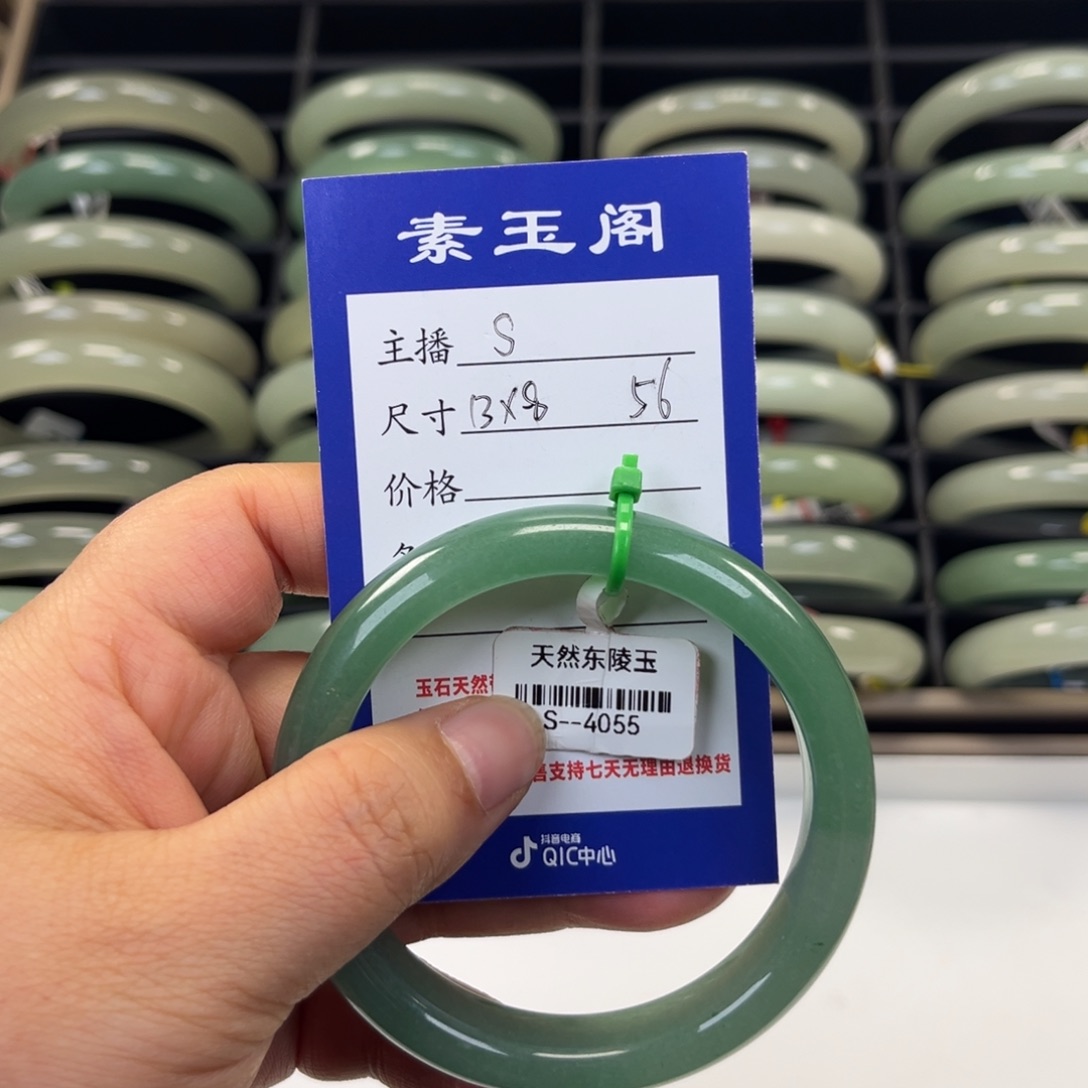 素玉阁
主播 S
尺寸 13x8 56
价格
天然东陵玉
玉石天然
S--4055
支持七天无理由退换货
抖音电商
QIC中心